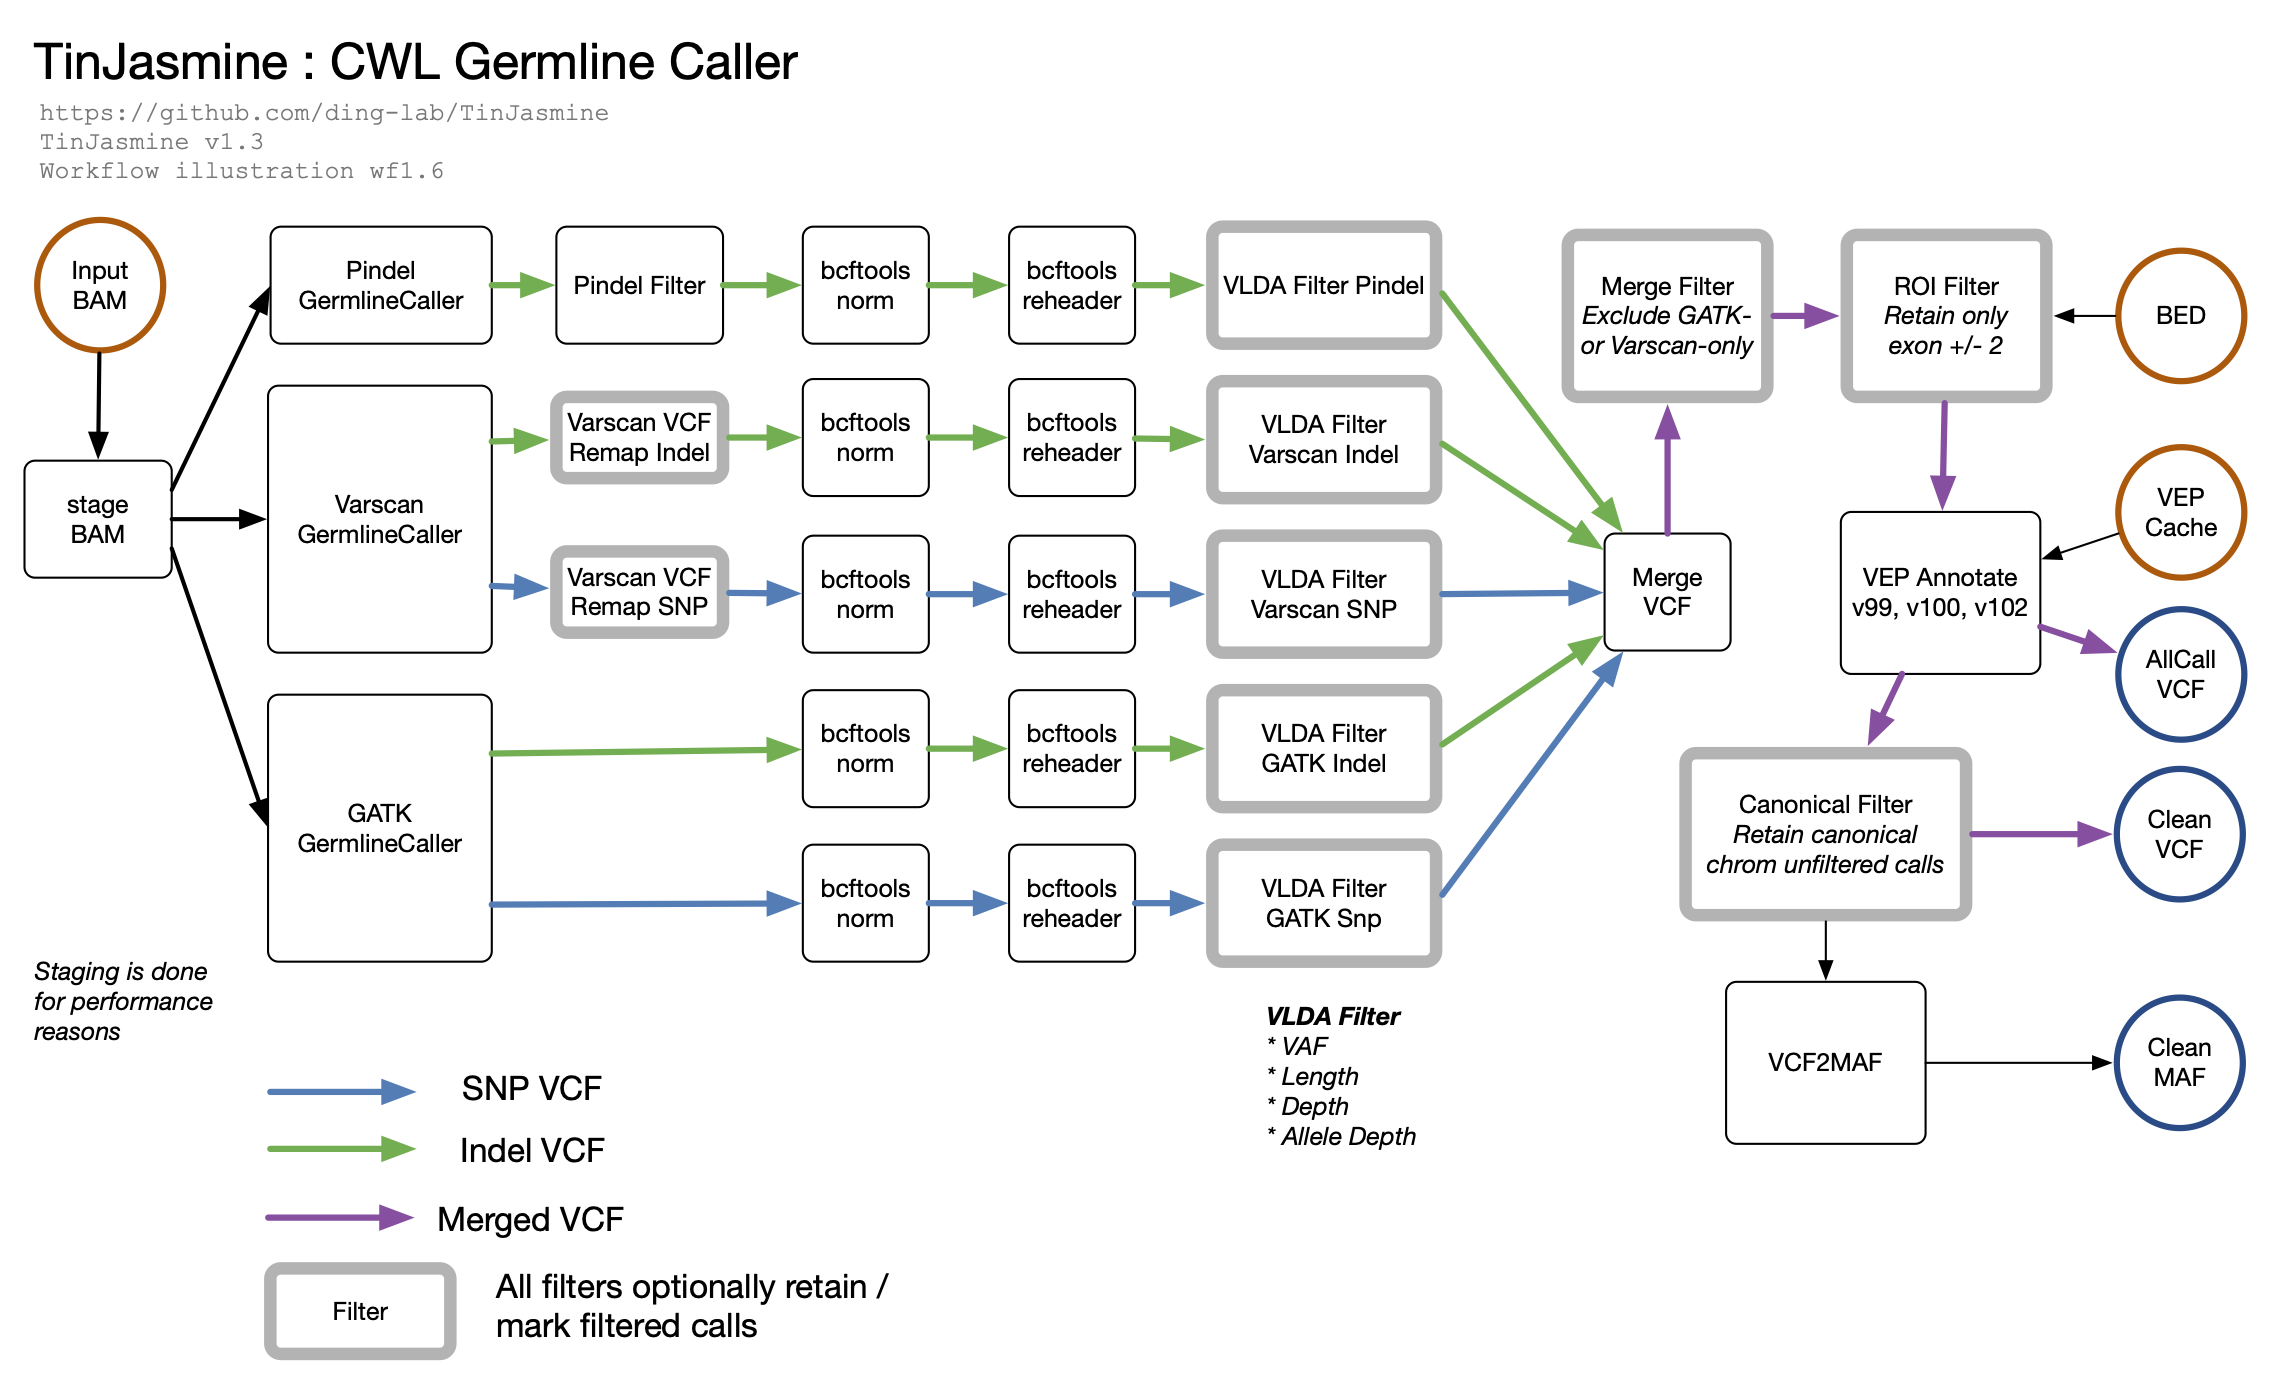 TinJasmine : CWL Germline Caller
https://github.com/ding-lab/TinJasmine
TinJasmine v1.3
Workflow illustration wf1.6
Input
BAM
stage
BAM
Staging is done
for performance
reasons
Pindel
GermlineCaller
Pindel Filter
bcftools
norm
bcftools
reheader
VLDA Filter Pindel
Varscan
GermlineCaller
Varscan VCF
Remap Indel
bcftools
norm
bcftools
reheader
VLDA Filter
Varscan Indel
Varscan VCF
Remap SNP
bcftools
norm
bcftools
reheader
VLDA Filter
Varscan SNP
GATK
GermlineCaller
bcftools
norm
bcftools
reheader
VLDA Filter
GATK Indel
bcftools
norm
bcftools
reheader
VLDA Filter
GATK Snp
VLDA Filter
* VAF
* Length
* Depth
* Allele Depth
Merge
VCF
Merge Filter
Exclude GATK-
or Varscan-only
ROI Filter
Retain only
exon +/- 2
BED
VEP
Cache
VEP Annotate
v99, v100, v102
AllCall
VCF
Canonical Filter
Retain canonical
chrom unfiltered calls
Clean
VCF
VCF2MAF
Clean
MAF
SNP VCF
Indel VCF
Merged VCF
Filter
All filters optionally retain /
mark filtered calls